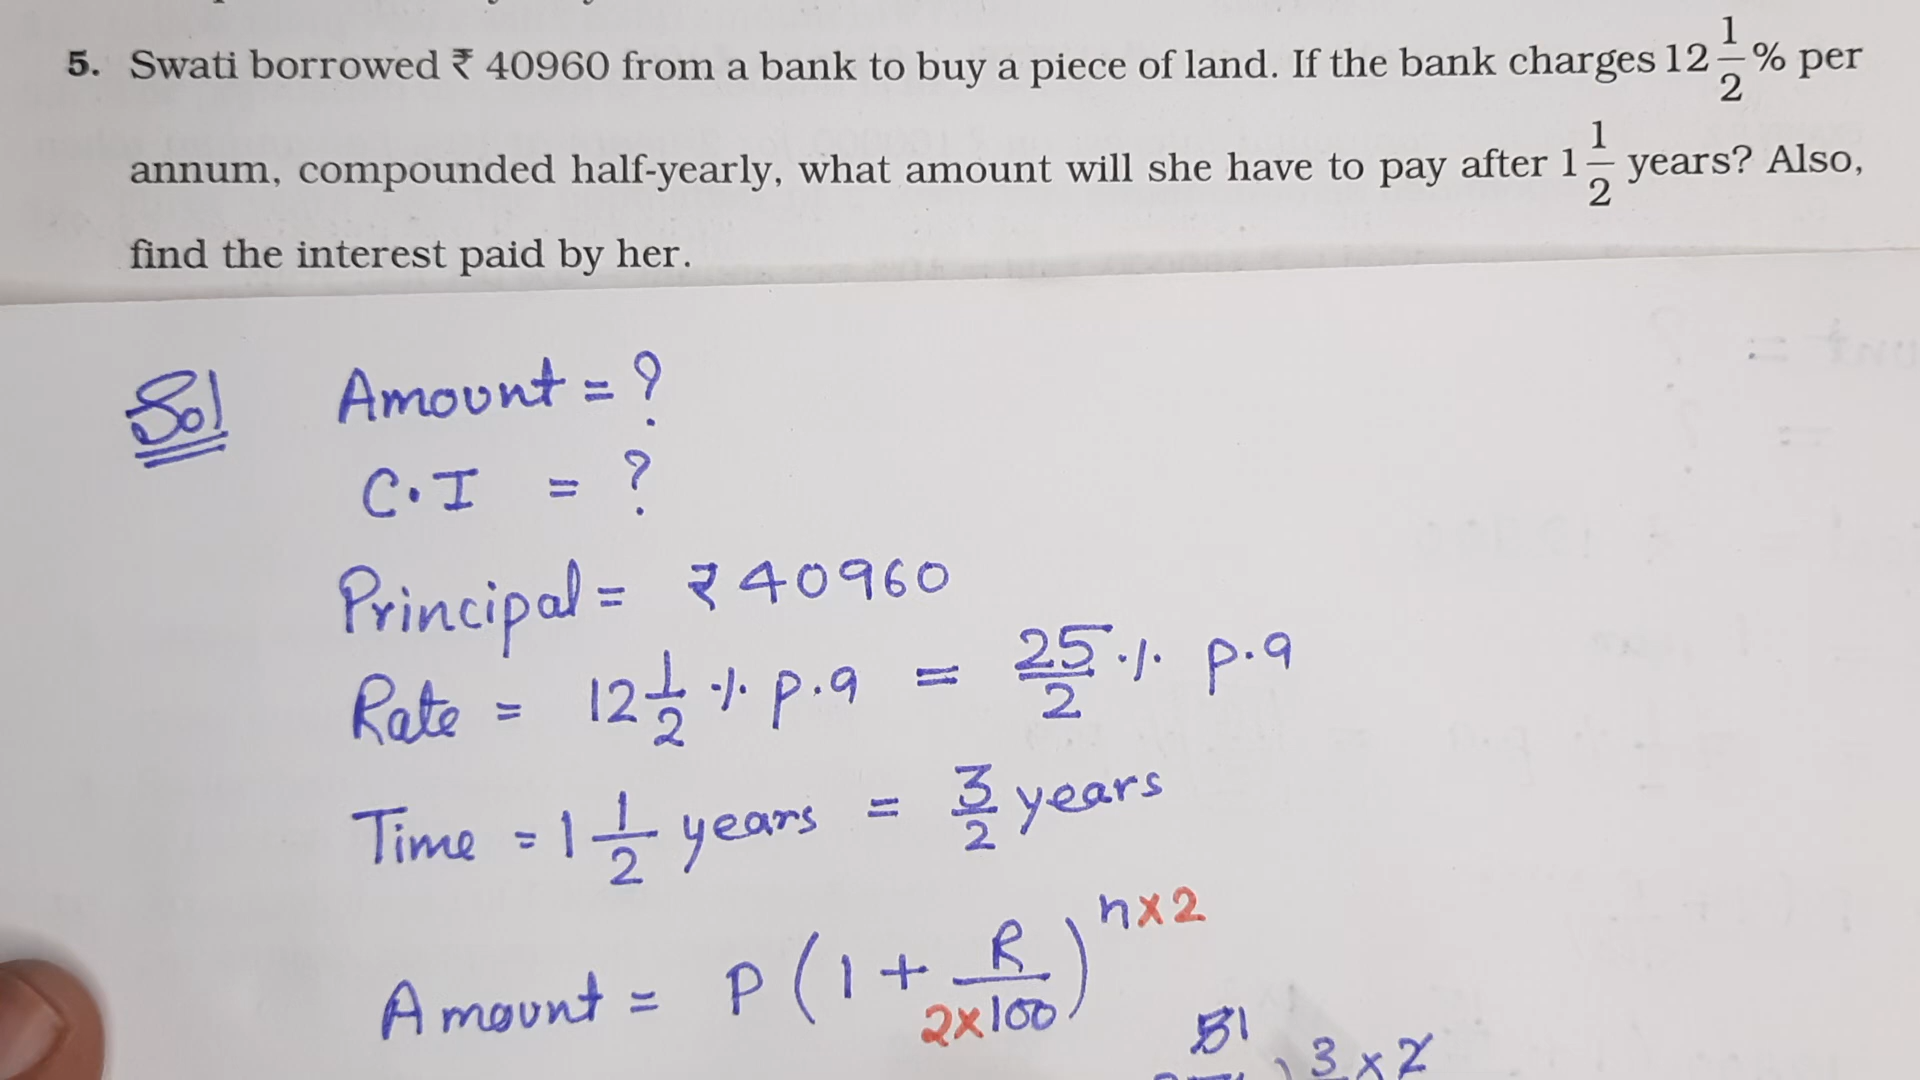 5. Swati borrowed ₹ 40960 from a bank to buy a piece of land. If the bank charges 12 1/2 % per
annum, compounded half-yearly, what amount will she have to pay after 1 1/2 years? Also,
find the interest paid by her.
Sol
Amount = ?
C.I = ?
Principal = ₹ 40960
Rate = 12 1/2 % p.a = 25/2 % p.a
Time = 1 1/2 years = 3/2 years
Amount = P ( 1 + R / 2×100 ) n×2
3 × 2